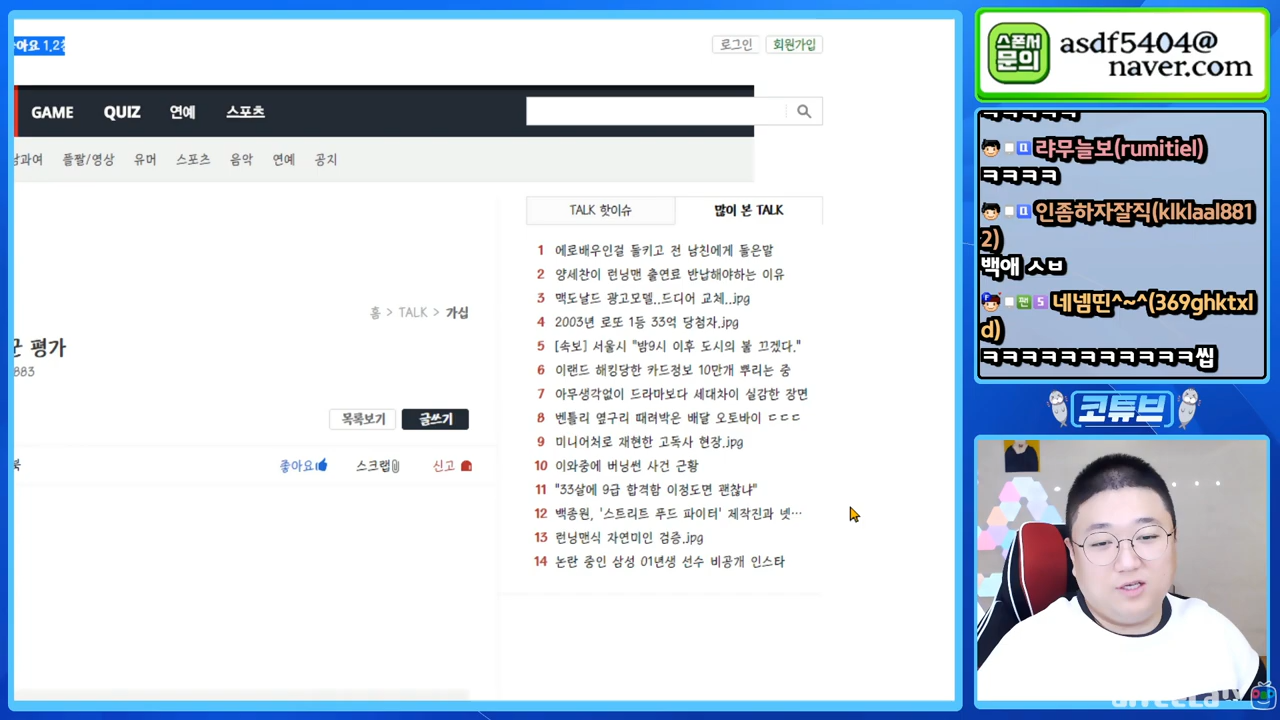 로그인 회원가입
GAME QUIZ 연예 스포츠
플짤/영상 유머 스포츠 음악 연예 공지
TALK 핫이슈 많이 본 TALK
1 에로배우인걸 들키고 전 남친에게 들은말
2 양세찬이 런닝맨 출연료 반납해야하는 이유
3 맥도날드 광고모델..드디어 교체..jpg
4 2003년 로또 1등 33억 당첨자.jpg
5 [속보] 서울시 "밤9시 이후 도시의 불 끄겠다."
6 이랜드 해킹당한 카드정보 10만개 뿌리는 중
7 아무생각없이 드라마보다 세대차이 실감한 장면
8 벤틀리 옆구리 때려박은 배달 오토바이 ㄷㄷㄷ
9 미니어처로 재현한 고독사 현장.jpg
10 이와중에 버닝썬 사건 근황
11 "33살에 9급 합격함 이정도면 괜찮냐"
12 백종원, '스트리트 푸드 파이터' 제작진과 넷…
13 런닝맨식 자연미인 검증.jpg
14 논란 중인 삼성 01년생 선수 비공개 인스타
홈 > TALK > 가십
평가
883
목록보기 글쓰기
좋아요 스크랩 신고
스폰서
문의
asdf5404@
naver.com
랴무늘보(rumitiel)
ㅋㅋㅋㅋ
인좀하자잘직(klklaal881
2)
백애 ㅅㅂ
팬 5 네넴띤^~^(369ghktxl
d)
ㅋㅋㅋㅋㅋㅋㅋㅋㅋㅋㅋ씹
코튜브